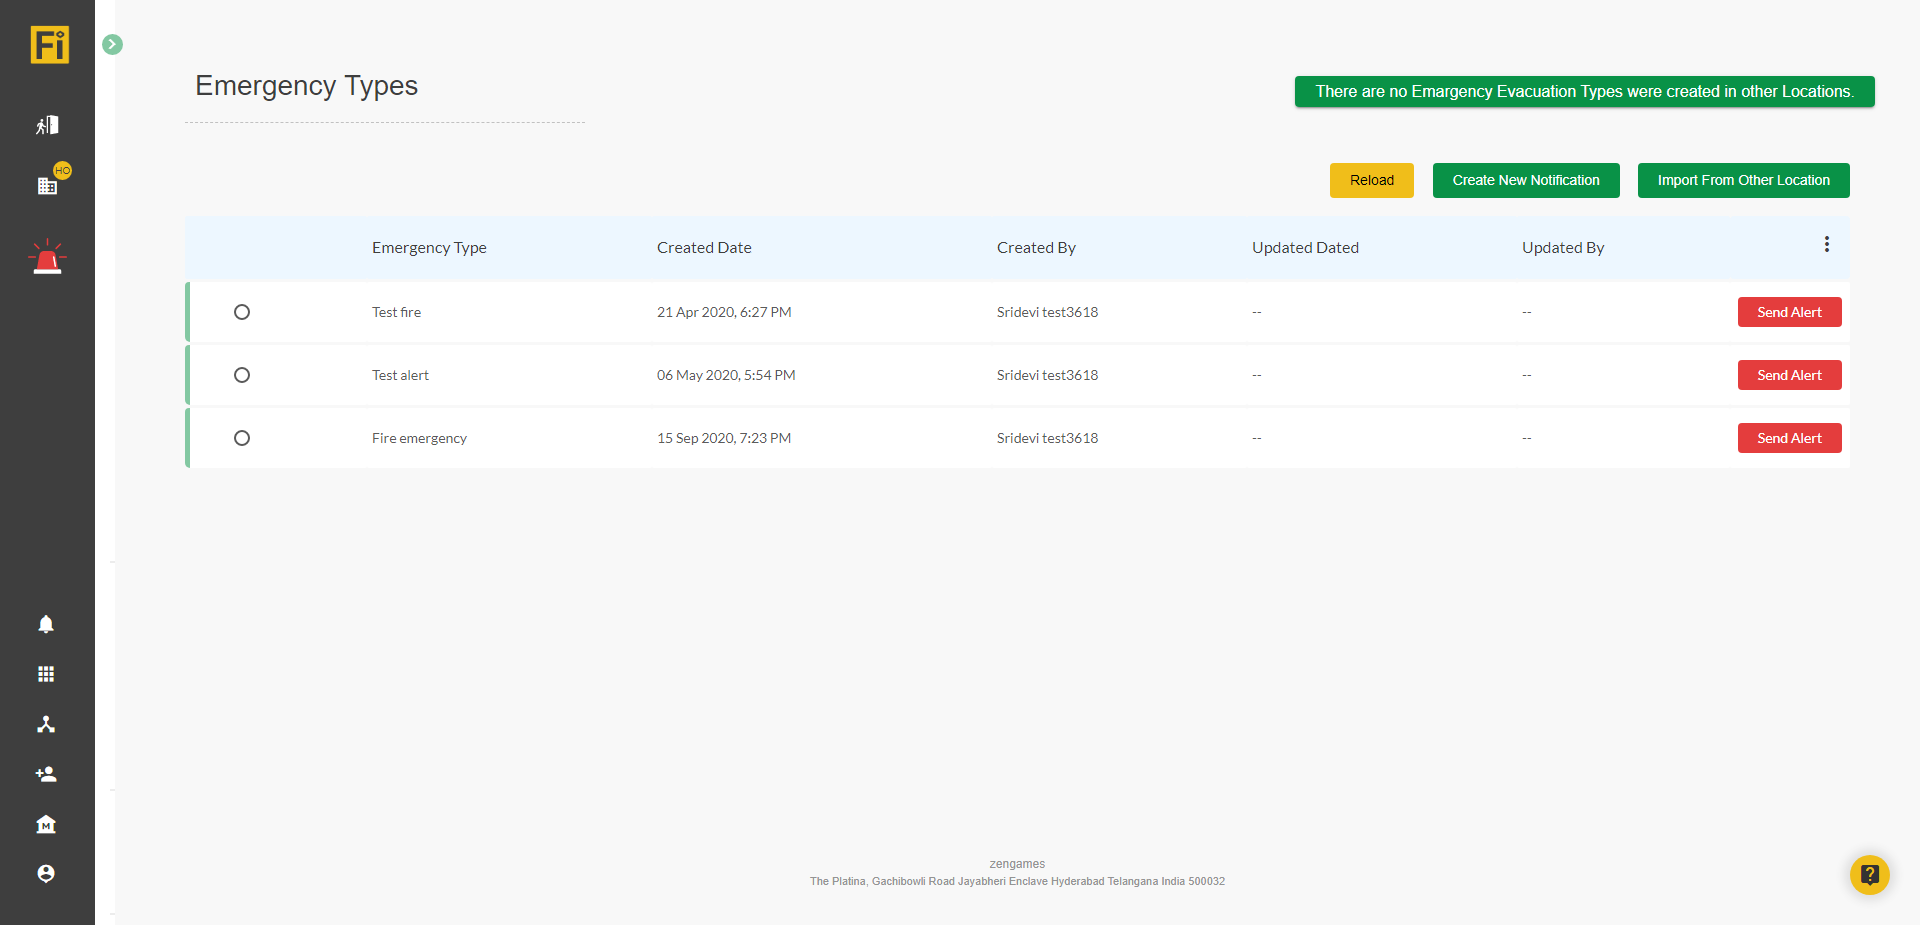 Fi
HO
Emergency Types
There are no Emargency Evacuation Types were created in other Locations.
Reload
Create New Notification
Import From Other Location
Emergency Type Created Date Created By Updated Dated Updated By
Test fire 21 Apr 2020, 6:27 PM Sridevi test3618 -- -- Send Alert
Test alert 06 May 2020, 5:54 PM Sridevi test3618 -- -- Send Alert
Fire emergency 15 Sep 2020, 7:23 PM Sridevi test3618 -- -- Send Alert
M
zengames
The Platina, Gachibowli Road Jayabheri Enclave Hyderabad Telangana India 500032
?